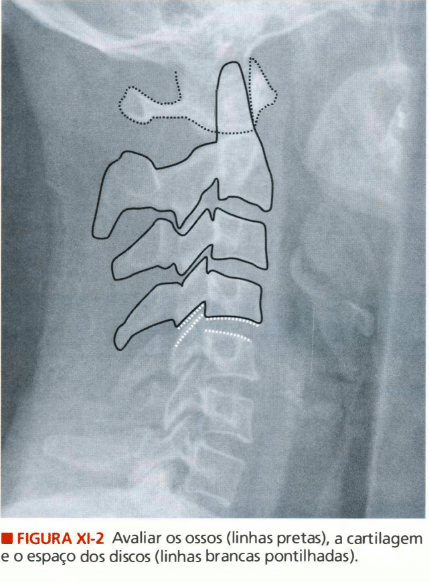 ■ FIGURA XI-2 Avaliar os ossos (linhas pretas), a cartilagem
e o espaço dos discos (linhas brancas pontilhadas).